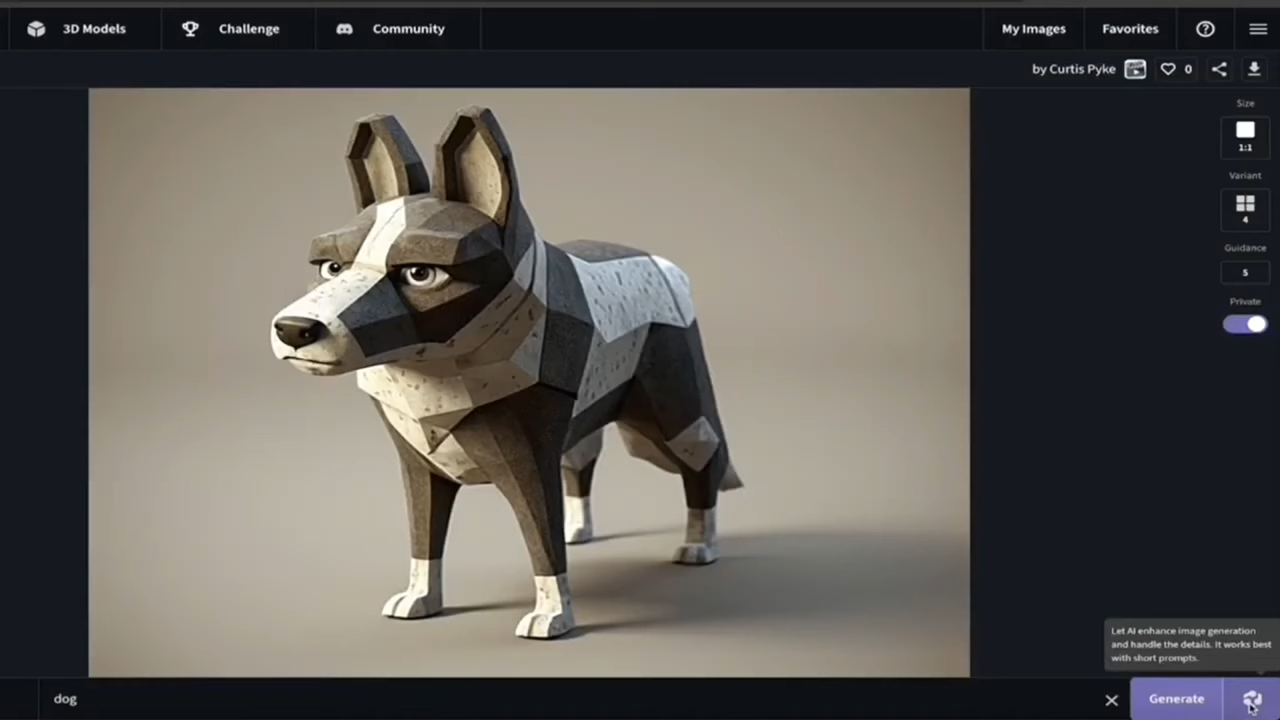 3D Models
Challenge
Community
My Images
Favorites
?
by Curtis Pyke
0
Size
1:1
Variant
4
Guidance
5
Private
Let AI enhance image generation
and handle the details. It works best
with short prompts.
dog
Generate